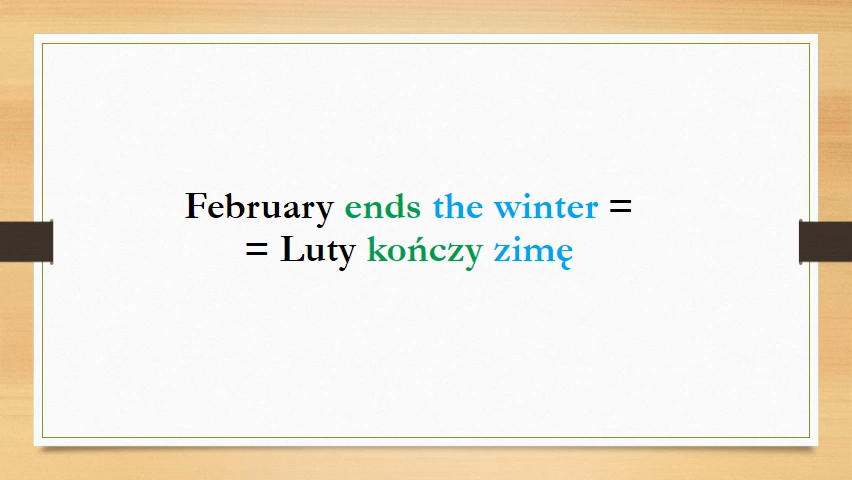 February ends the winter =
= Luty kończy zimę